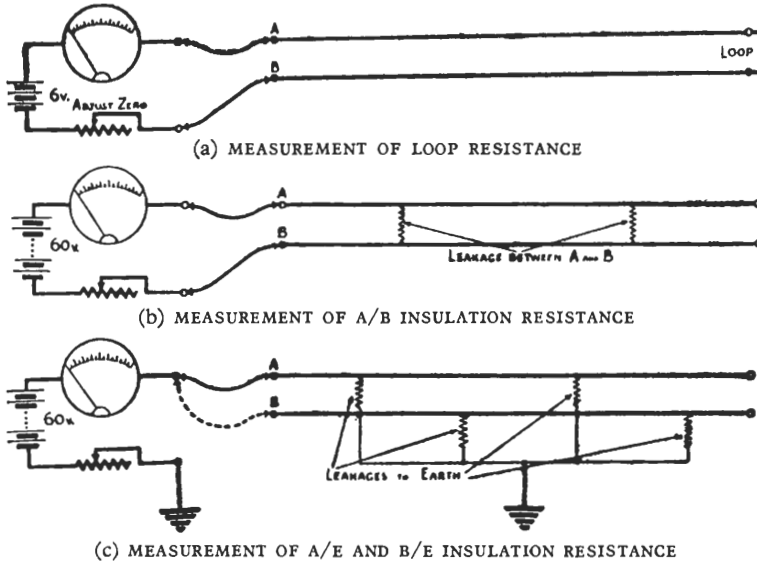 A
LOOP
B
6v. ADJUST ZERO
(a) MEASUREMENT OF LOOP RESISTANCE
A
B
60v
LEAKAGE BETWEEN A AND B
(b) MEASUREMENT OF A/B INSULATION RESISTANCE
A
B
60v
LEAKAGES TO EARTH
(c) MEASUREMENT OF A/E AND B/E INSULATION RESISTANCE